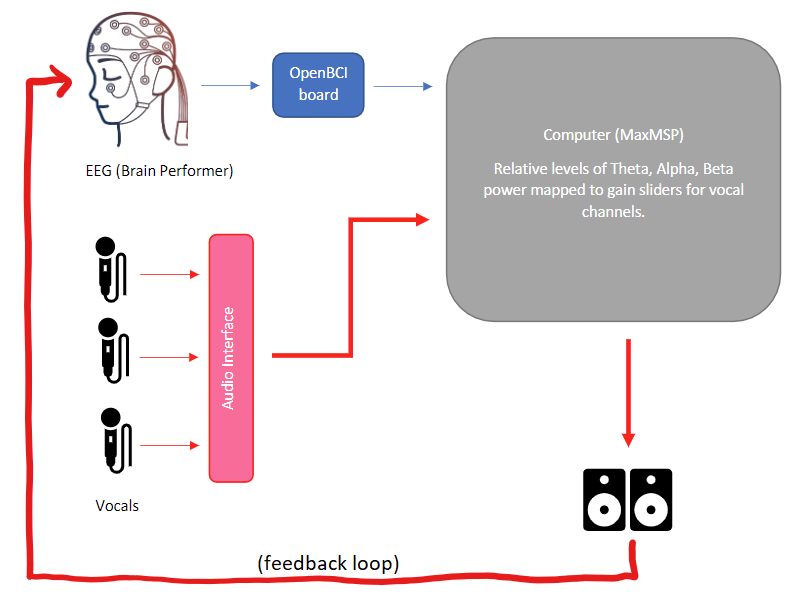 OpenBCI
board
EEG (Brain Performer)
Computer (MaxMSP)
Relative levels of Theta, Alpha, Beta
power mapped to gain sliders for vocal
channels.
Audio Interface
Vocals
(feedback loop)